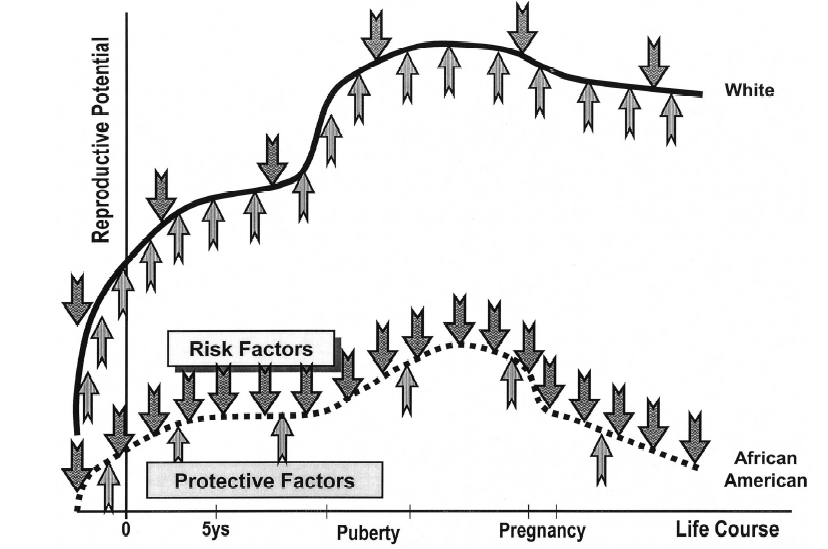 Reproductive Potential
White
Risk Factors
Protective Factors
African
American
0
5ys
Puberty
Pregnancy
Life Course